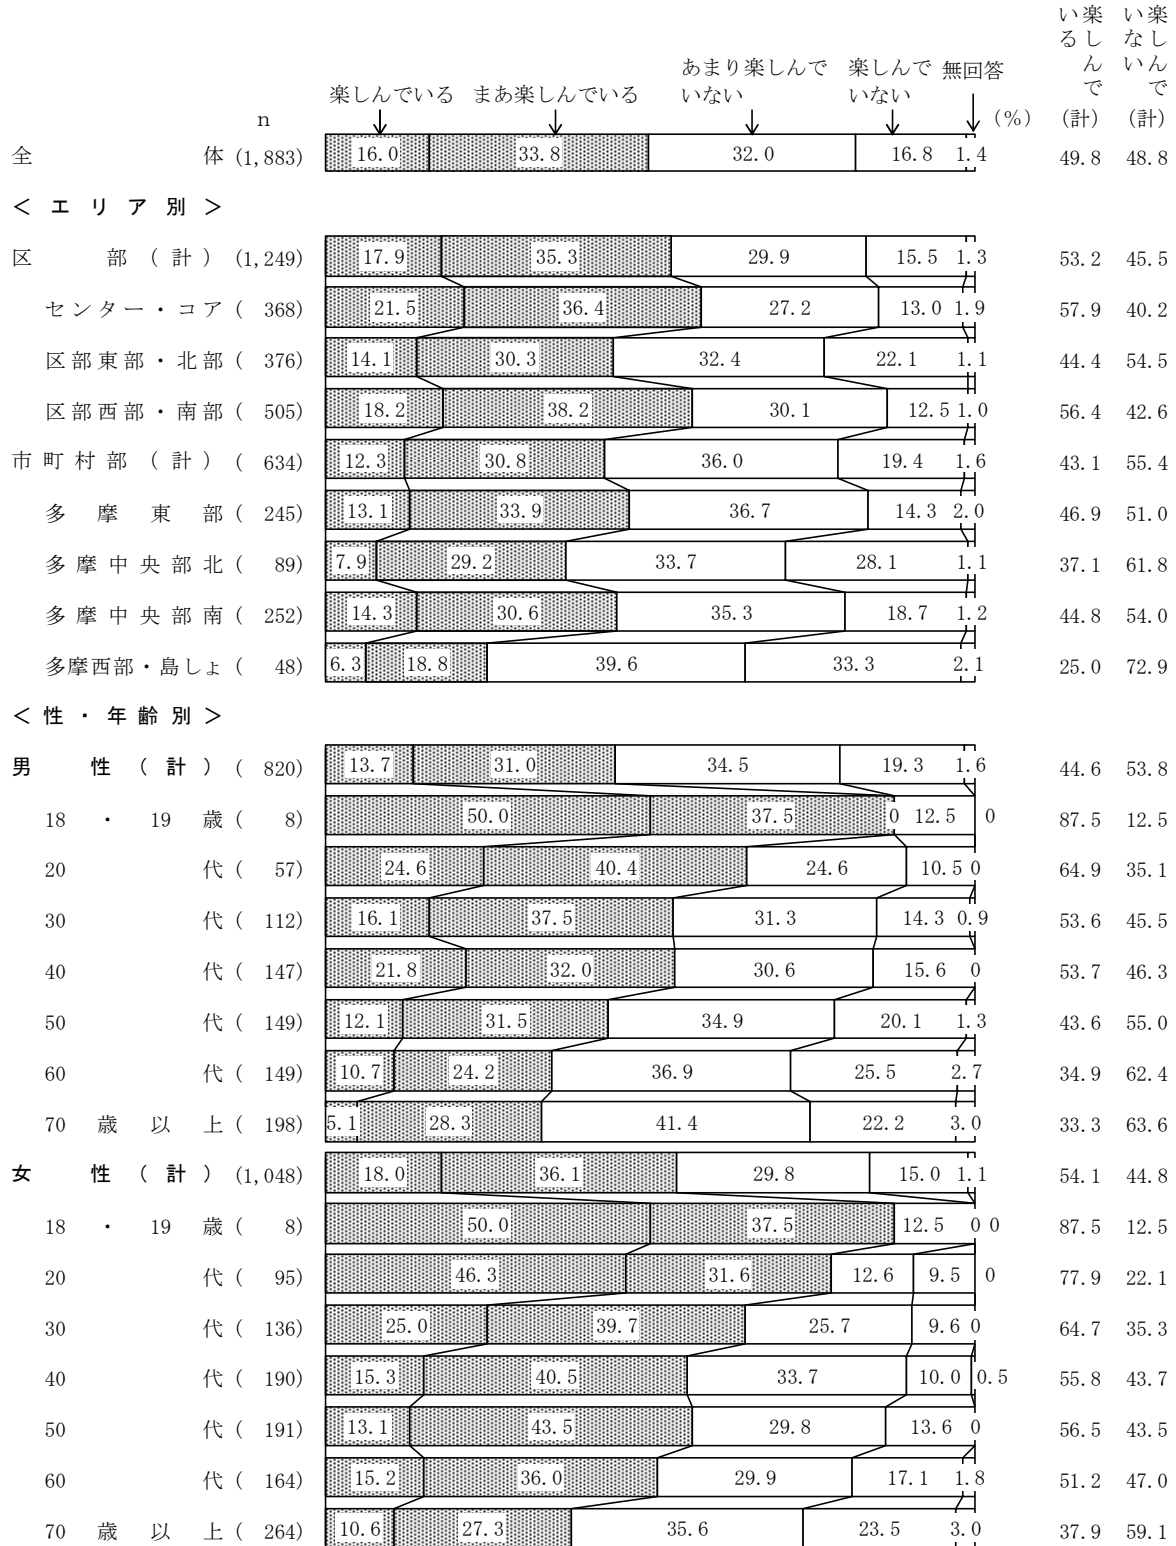 楽しんでいる まあ楽しんでいる あまり楽しんでいない 楽しんでいない 無回答 楽しんでいる(計) 楽しんでいない(計)
n (%)
全体 (1,883) 16.0 33.8 32.0 16.8 1.4 49.8 48.8
＜エリア別＞
区部(計) (1,249) 17.9 35.3 29.9 15.5 1.3 53.2 45.5
センター・コア ( 368) 21.5 36.4 27.2 13.0 1.9 57.9 40.2
区部東部・北部 ( 376) 14.1 30.3 32.4 22.1 1.1 44.4 54.5
区部西部・南部 ( 505) 18.2 38.2 30.1 12.5 1.0 56.4 42.6
市町村部(計) ( 634) 12.3 30.8 36.0 19.4 1.6 43.1 55.4
多摩東部 ( 245) 13.1 33.9 36.7 14.3 2.0 46.9 51.0
多摩中央部北 ( 89) 7.9 29.2 33.7 28.1 1.1 37.1 61.8
多摩中央部南 ( 252) 14.3 30.6 35.3 18.7 1.2 44.8 54.0
多摩西部・島しょ ( 48) 6.3 18.8 39.6 33.3 2.1 25.0 72.9
＜性・年齢別＞
男性(計) ( 820) 13.7 31.0 34.5 19.3 1.6 44.6 53.8
18・19歳 ( 8) 50.0 37.5 0 12.5 0 87.5 12.5
20代 ( 57) 24.6 40.4 24.6 10.5 0 64.9 35.1
30代 ( 112) 16.1 37.5 31.3 14.3 0.9 53.6 45.5
40代 ( 147) 21.8 32.0 30.6 15.6 0 53.7 46.3
50代 ( 149) 12.1 31.5 34.9 20.1 1.3 43.6 55.0
60代 ( 149) 10.7 24.2 36.9 25.5 2.7 34.9 62.4
70歳以上 ( 198) 5.1 28.3 41.4 22.2 3.0 33.3 63.6
女性(計) (1,048) 18.0 36.1 29.8 15.0 1.1 54.1 44.8
18・19歳 ( 8) 50.0 37.5 12.5 0 0 87.5 12.5
20代 ( 95) 46.3 31.6 12.6 9.5 0 77.9 22.1
30代 ( 136) 25.0 39.7 25.7 9.6 0 64.7 35.3
40代 ( 190) 15.3 40.5 33.7 10.0 0.5 55.8 43.7
50代 ( 191) 13.1 43.5 29.8 13.6 0 56.5 43.5
60代 ( 164) 15.2 36.0 29.9 17.1 1.8 51.2 47.0
70歳以上 ( 264) 10.6 27.3 35.6 23.5 3.0 37.9 59.1